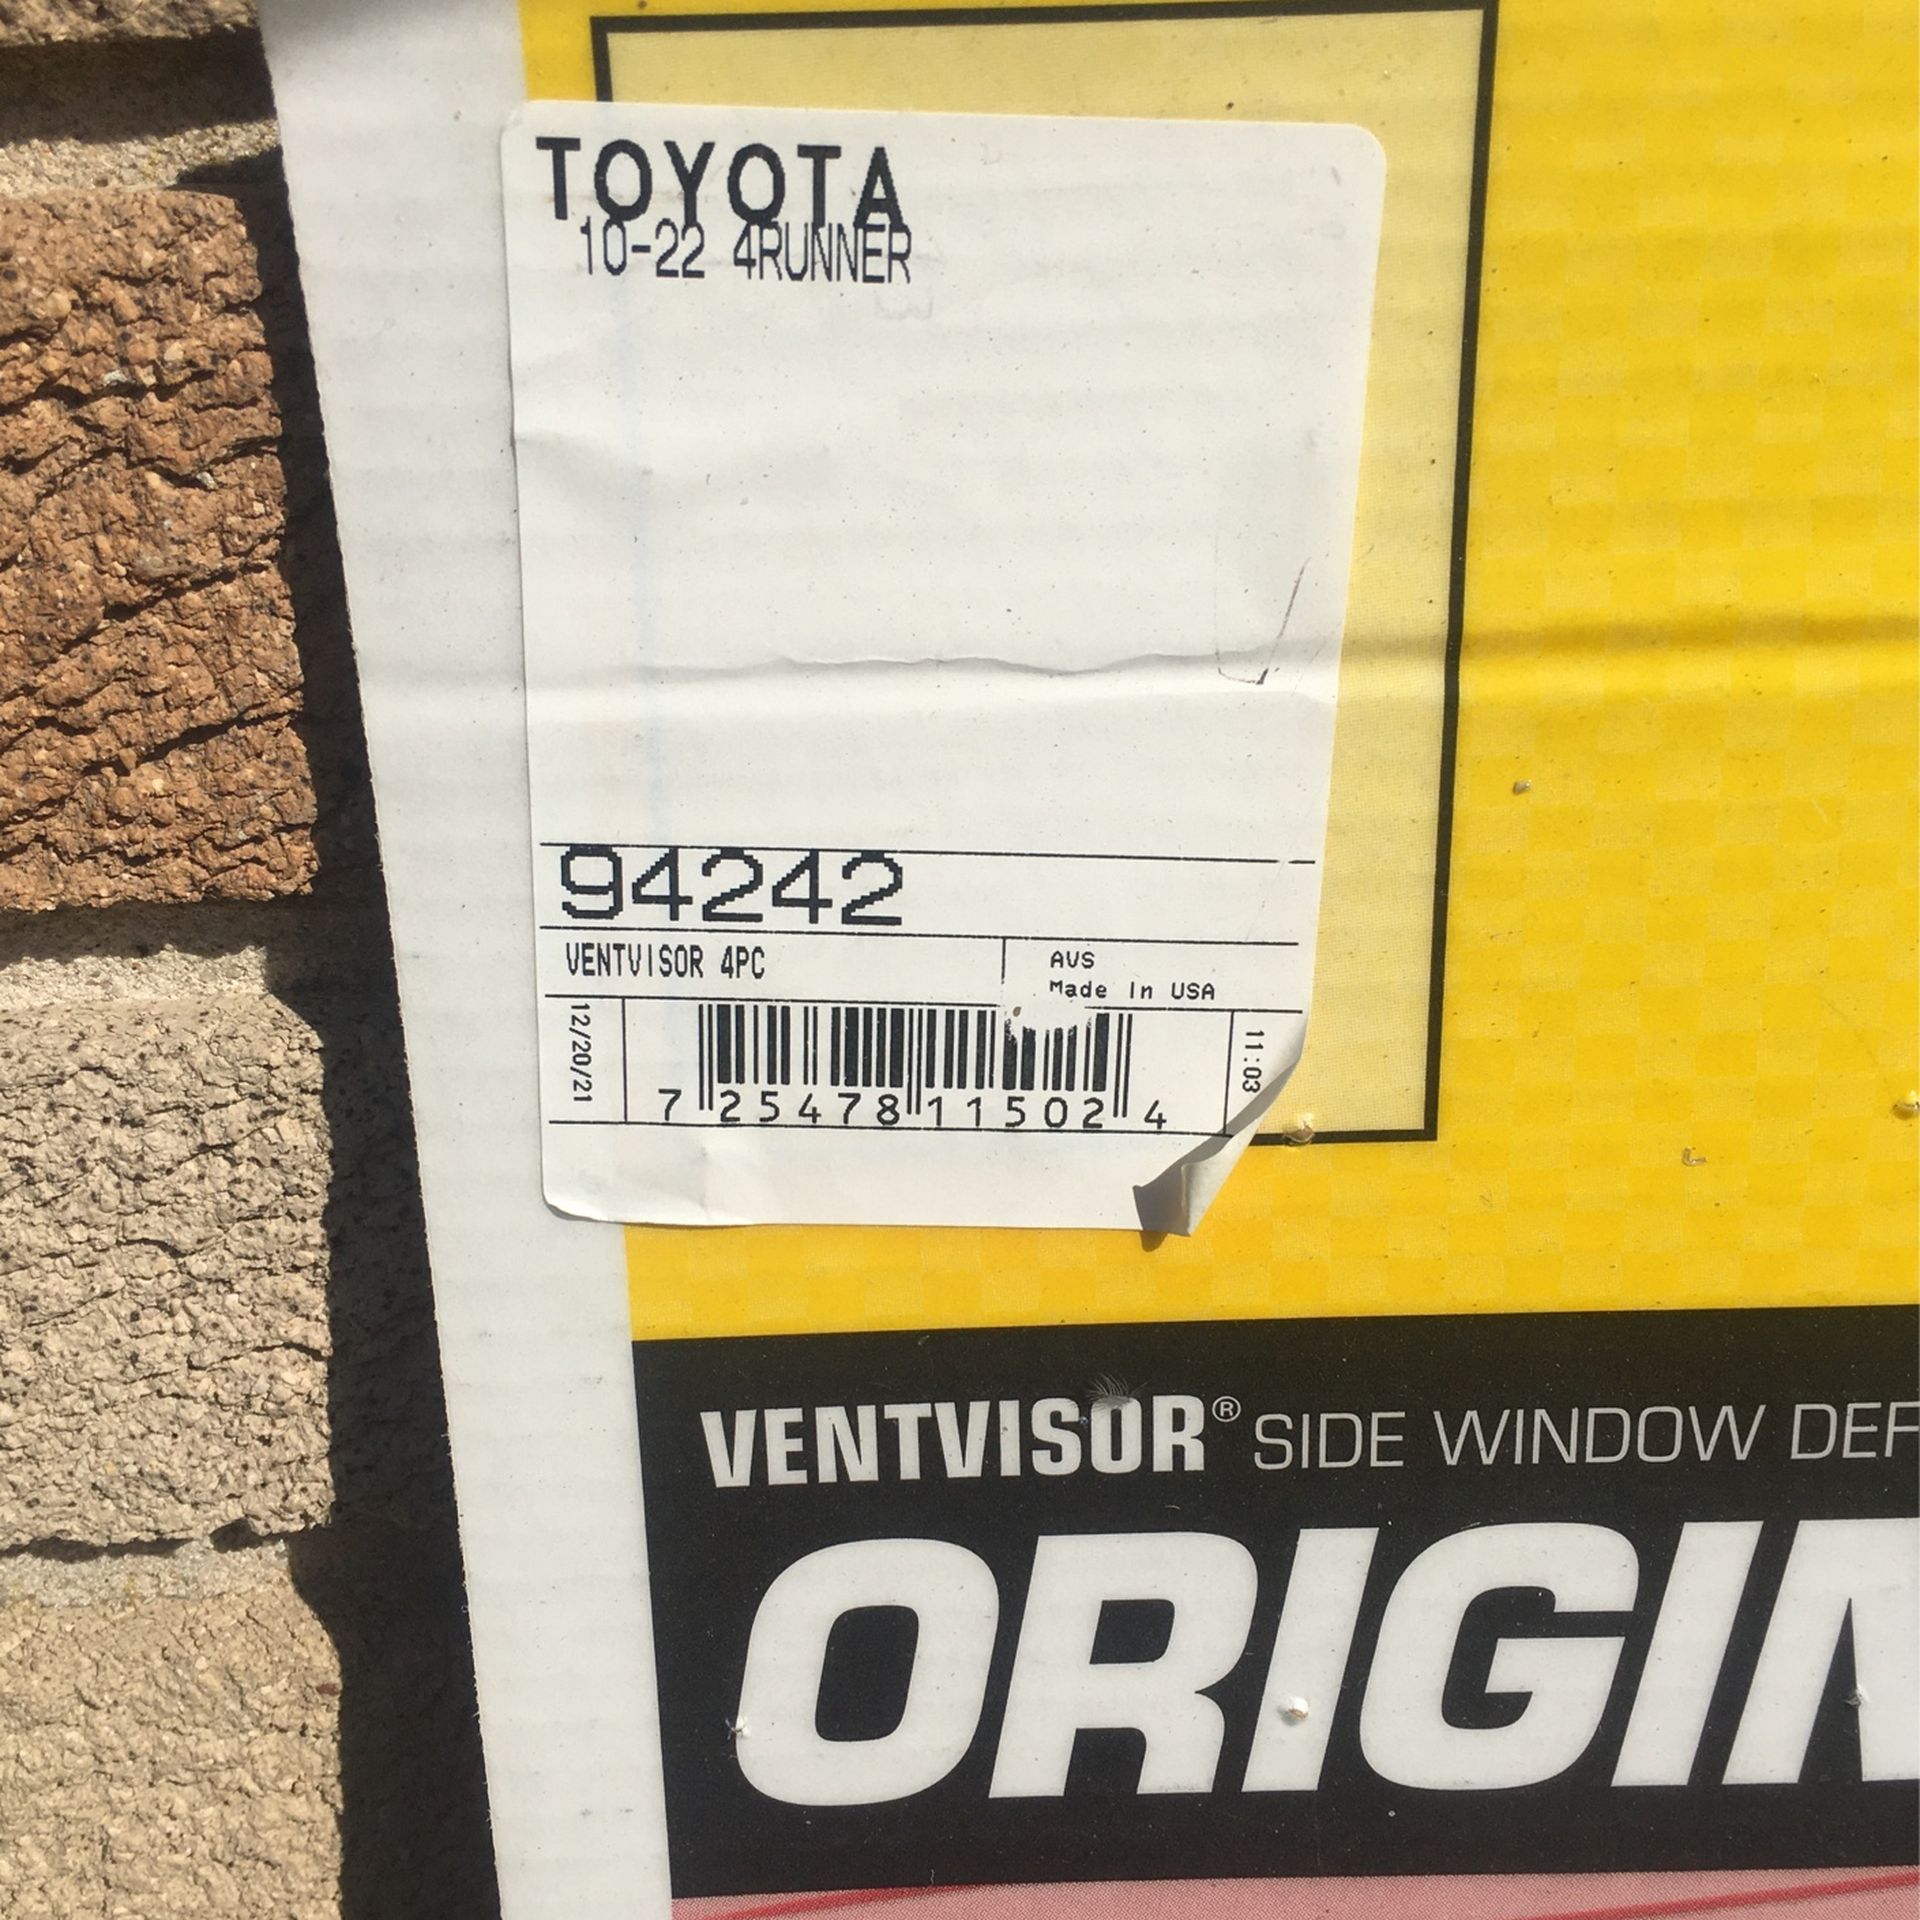 TOYOTA
10-22 4RUNNER
94242
VENTVISOR 4PC
AVS
Made In USA
12/20/21
11:03
7 25478 11502 4
VENTVISOR® SIDE WINDOW DEF
ORIGIN